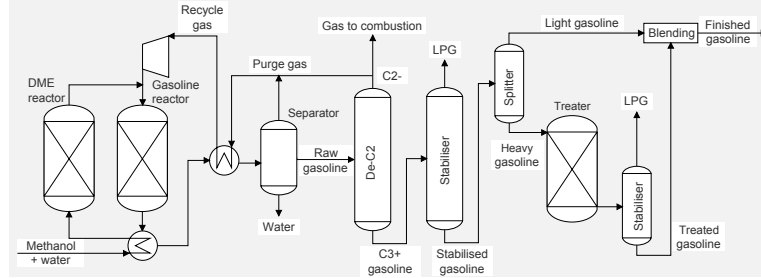 Recycle
gas
Gas to combustion
Light gasoline
Blending
Finished
gasoline
LPG
C2-
Purge gas
DME
reactor
Gasoline
reactor
Separator
Splitter
Treater
LPG
Raw
gasoline
De-C2
Stabiliser
Heavy
gasoline
Stabiliser
Water
Methanol
+ water
C3+
gasoline
Stabilised
gasoline
Treated
gasoline